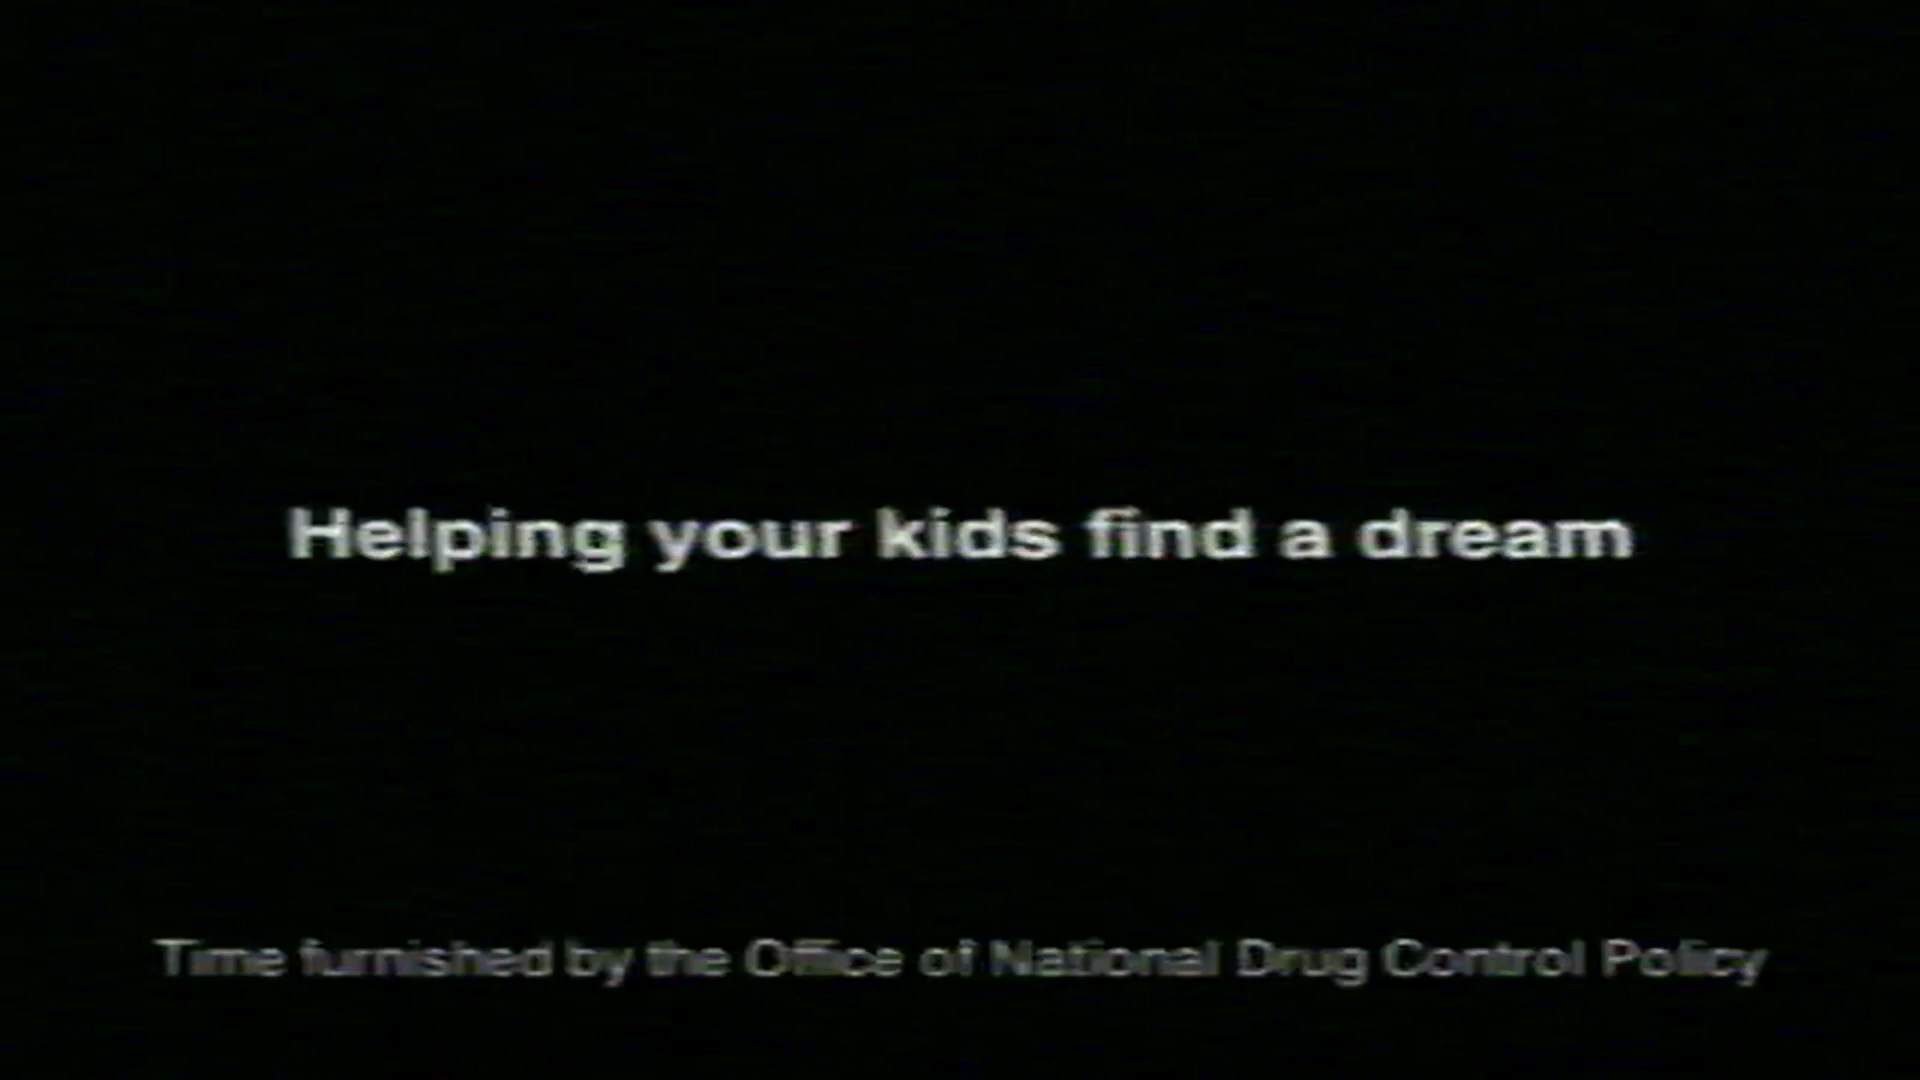 Helping your kids find a dream
Time furnished by the Office of National Drug Control Policy